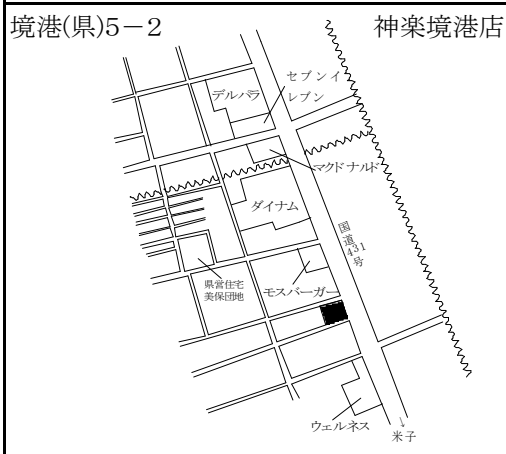 境港(県)5-2
神楽境港店
セブンイ
レブン
デルパラ
マクドナルド
ダイナム
国道431号
県営住宅
美保団地
モスバーガー
ウェルネス
↓
米子